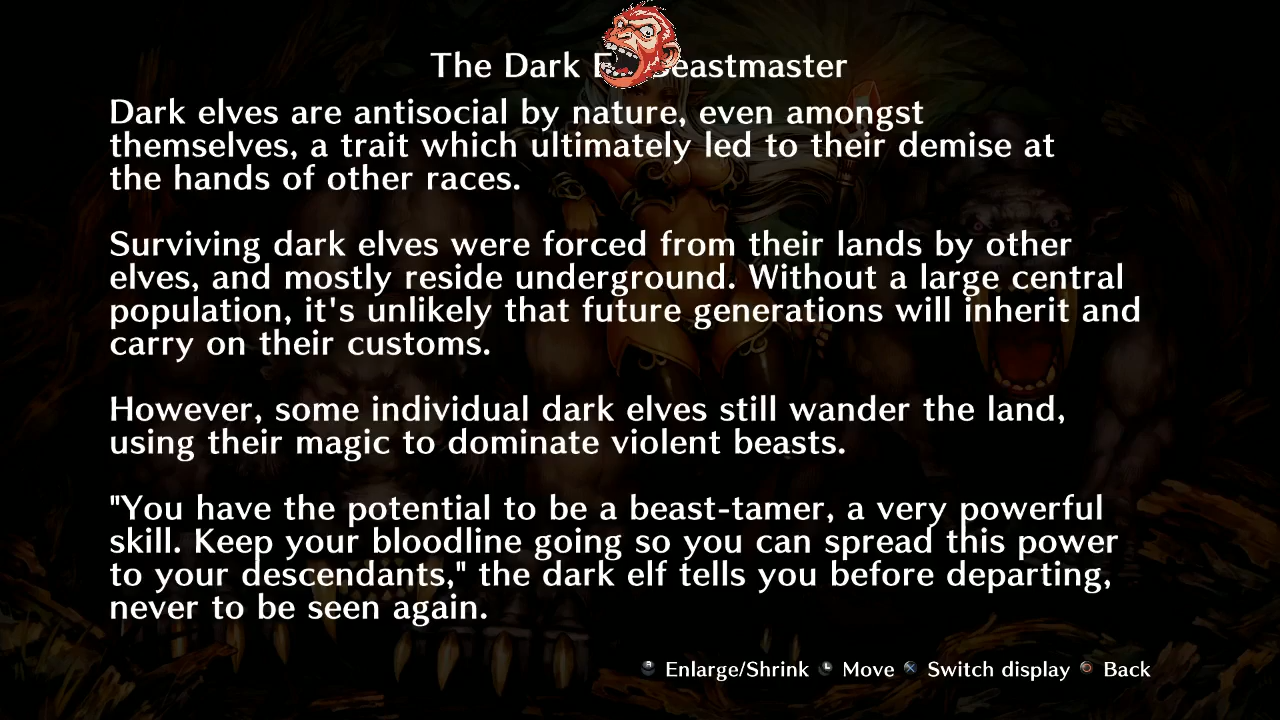 The Dark E eastmaster
Dark elves are antisocial by nature, even amongst
themselves, a trait which ultimately led to their demise at
the hands of other races.
Surviving dark elves were forced from their lands by other
elves, and mostly reside underground. Without a large central
population, it's unlikely that future generations will inherit and
carry on their customs.
However, some individual dark elves still wander the land,
using their magic to dominate violent beasts.
"You have the potential to be a beast-tamer, a very powerful
skill. Keep your bloodline going so you can spread this power
to your descendants," the dark elf tells you before departing,
never to be seen again.
Enlarge/Shrink Move Switch display Back